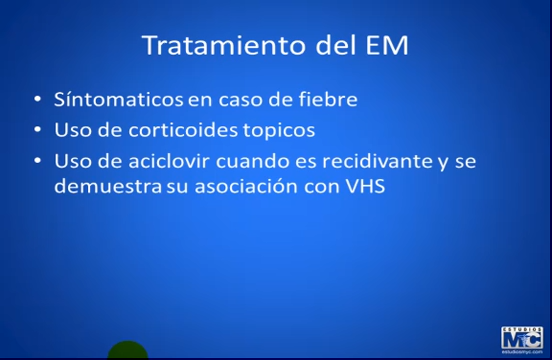 Tratamiento del EM
• Síntomaticos en caso de fiebre
• Uso de corticoides topicos
• Uso de aciclovir cuando es recidivante y se
demuestra su asociación con VHS
ESTUDIOS
MyC
estudiosmyc.com